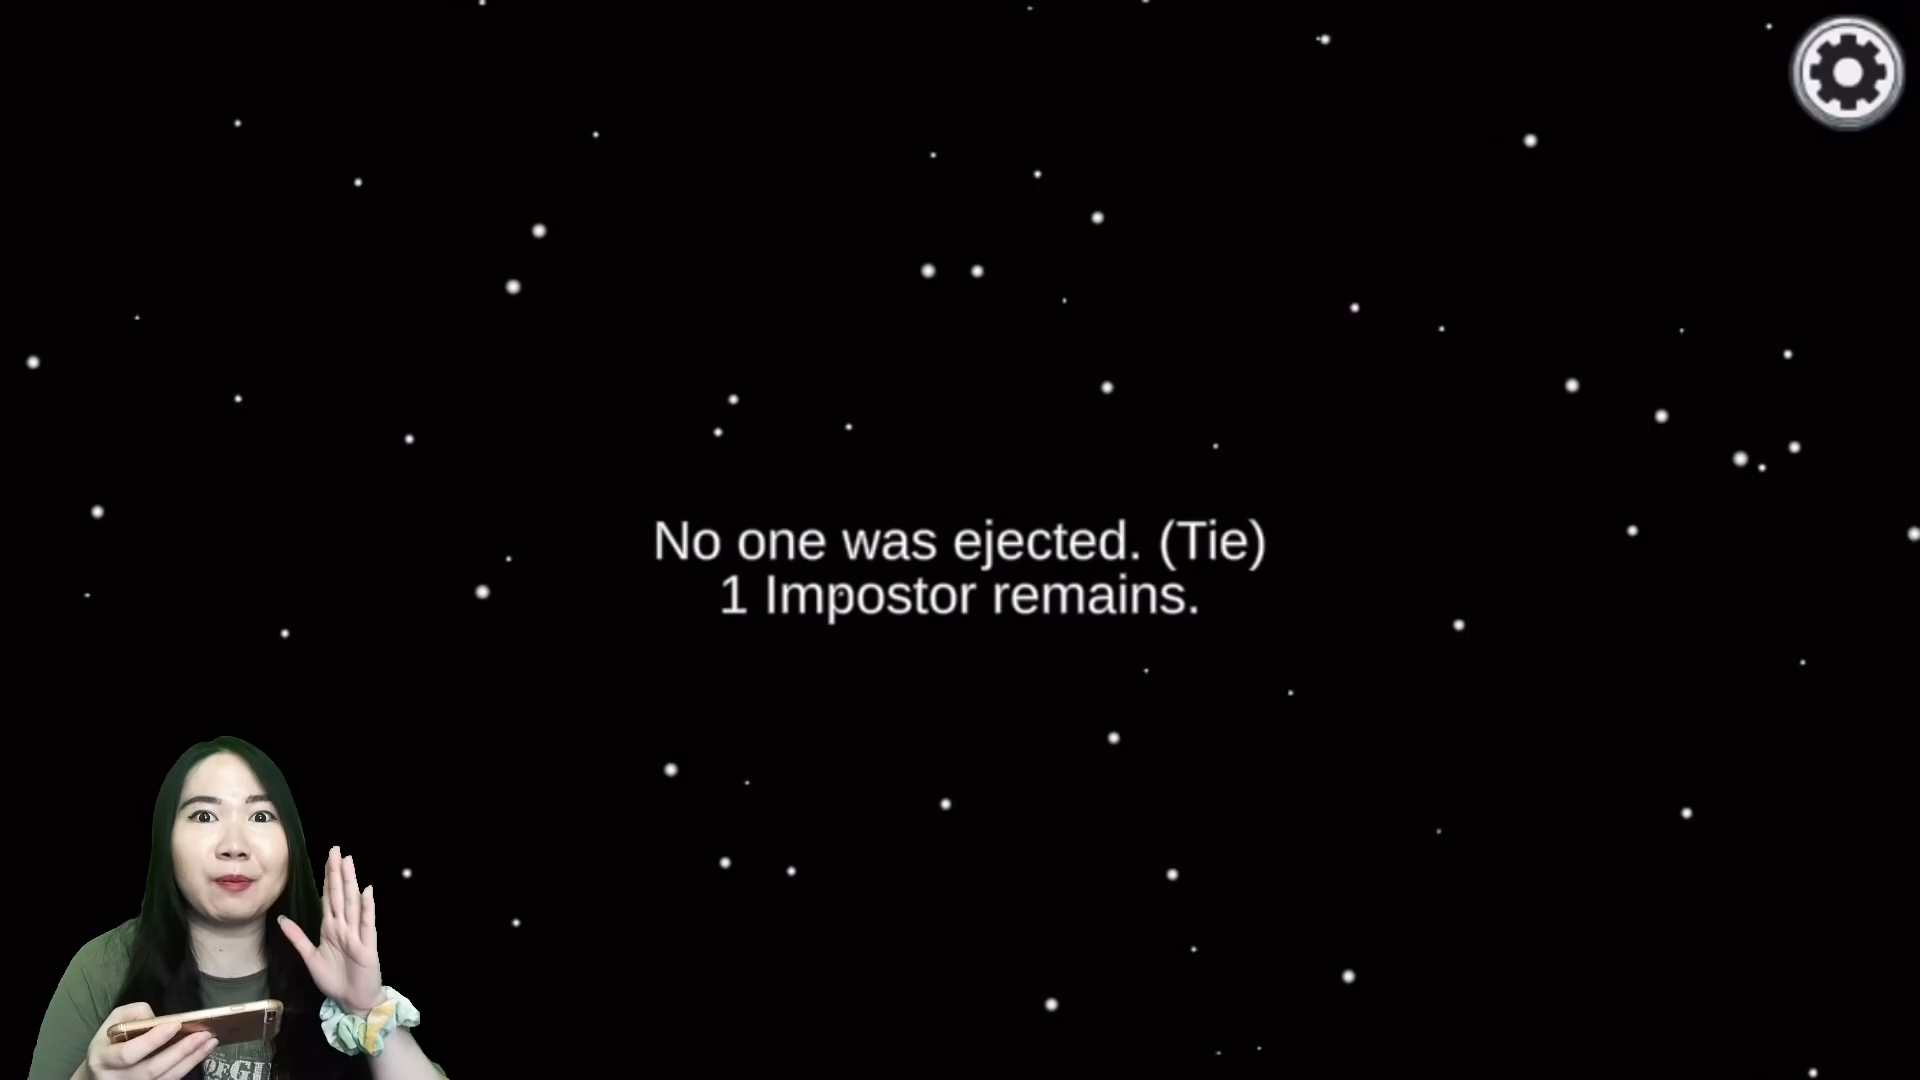 No one was ejected. (Tie)
1 Impostor remains.